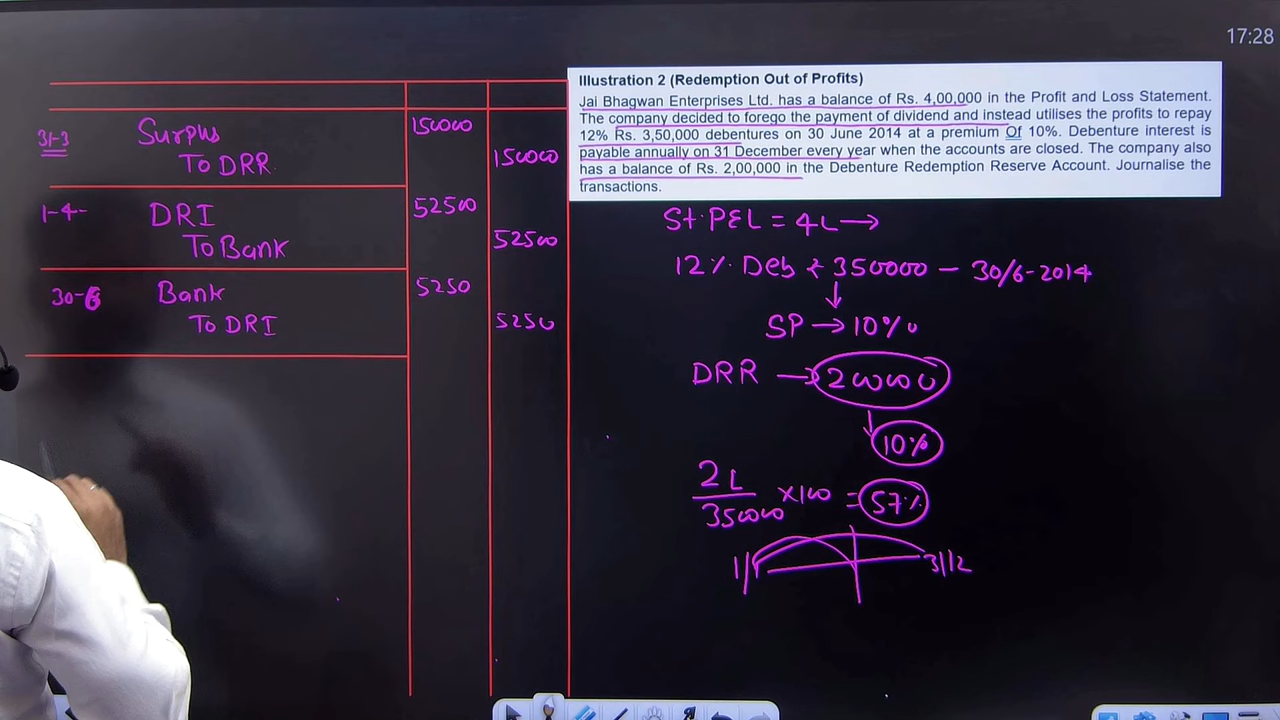 17:28
Illustration 2 (Redemption Out of Profits)
Jai Bhagwan Enterprises Ltd. has a balance of Rs. 4,00,000 in the Profit and Loss Statement.
The company decided to forego the payment of dividend and instead utilises the profits to repay
12% Rs. 3,50,000 debentures on 30 June 2014 at a premium Of 10%. Debenture interest is
payable annually on 31 December every year when the accounts are closed. The company also
has a balance of Rs. 2,00,000 in the Debenture Redemption Reserve Account. Journalise the
transactions.
31-3 Surplus 150000
To DRR 150000
1-4- DRI 52500
To Bank 52500
30-6 Bank 5250
To DRI 5250
St. P&L = 4L →
12% Deb ₹ 350000 - 30/6-2014
SP → 10%
DRR → 200000
10%
2L
350000 ×100 = 57%
1/1 31/12